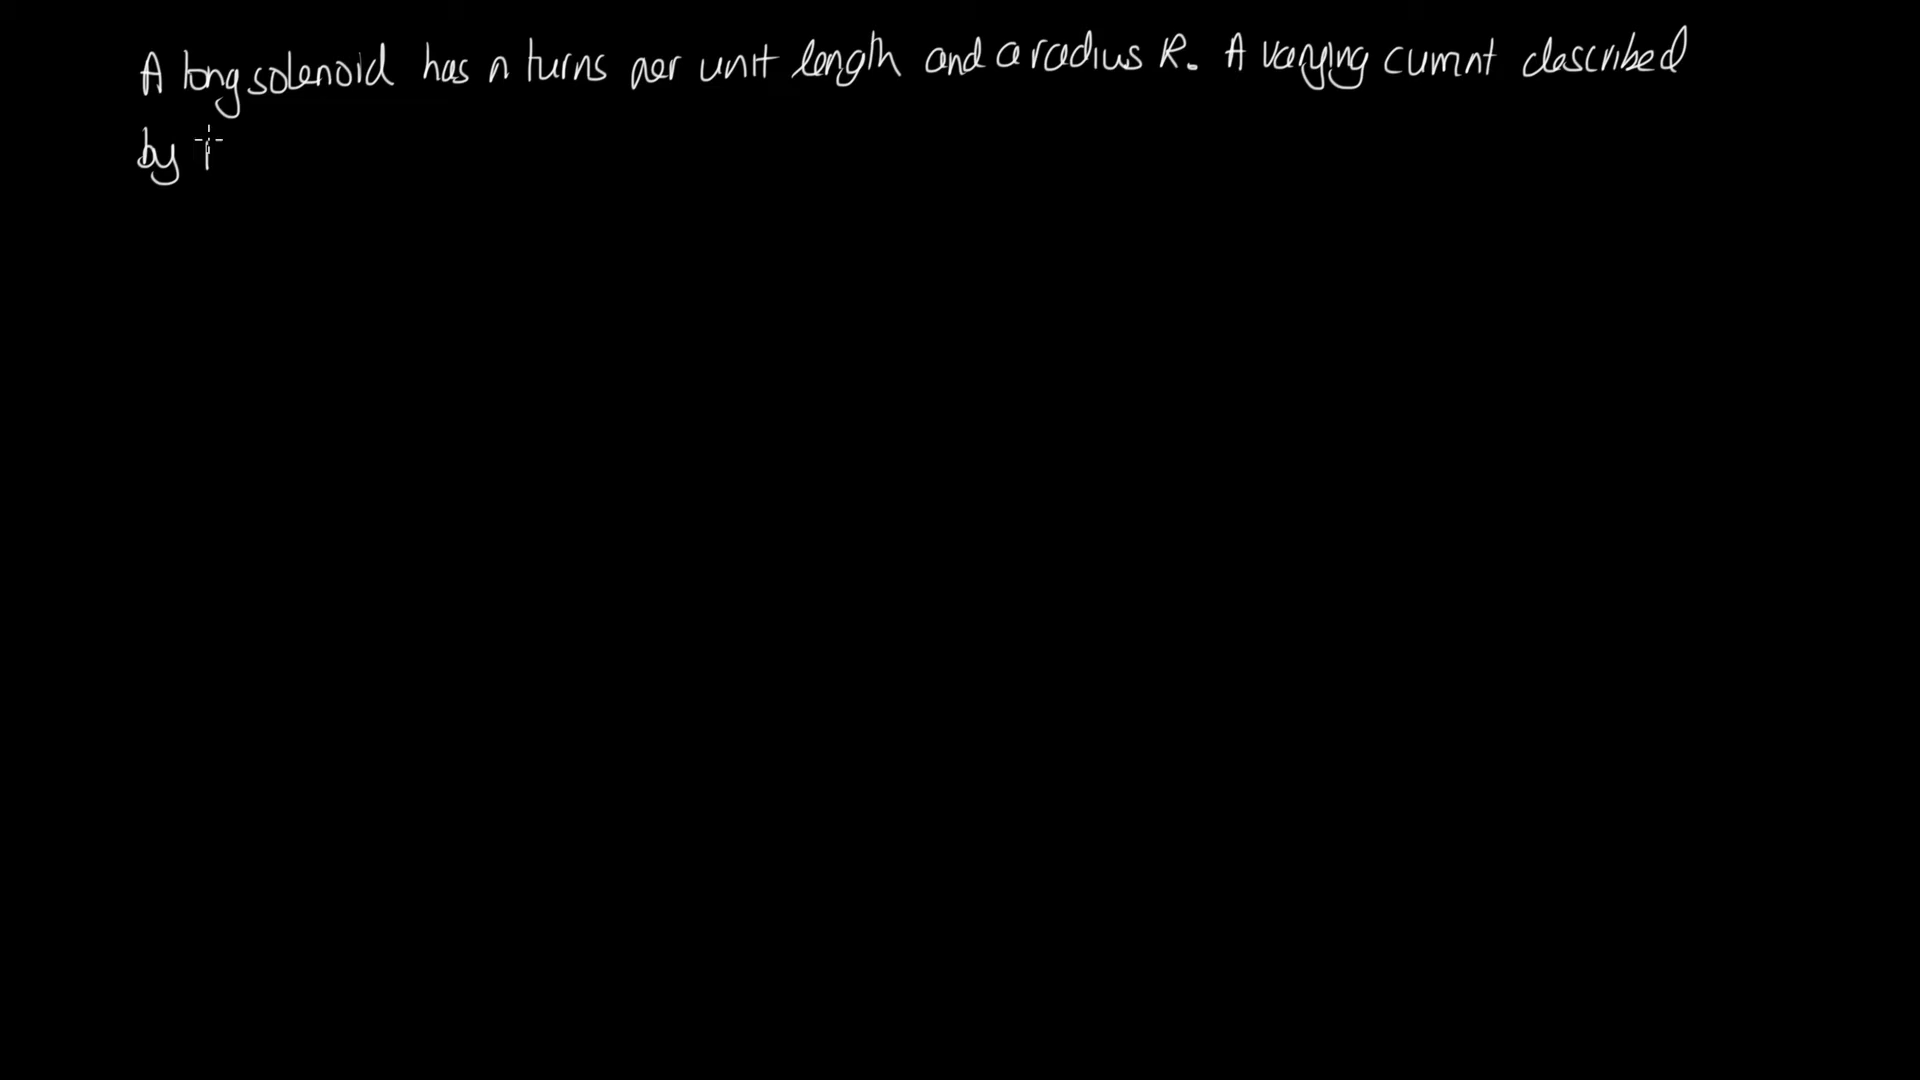 A long solenoid has n turns per unit length and a radius R. A varying current described
by